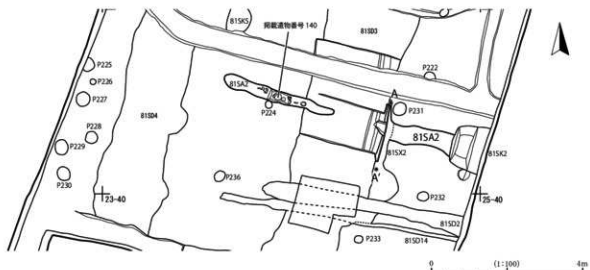 掲載遺物番号 140
81SK5
81SD3
P222
P225
P226
81SA2
A
P227
P224
P231
81SD4
81SA2
P228
81SX2
81SK2
P229
A'
P230
P236
23-40
P232
25-40
81SD2
P233
81SD14
0
(1:100)
4m